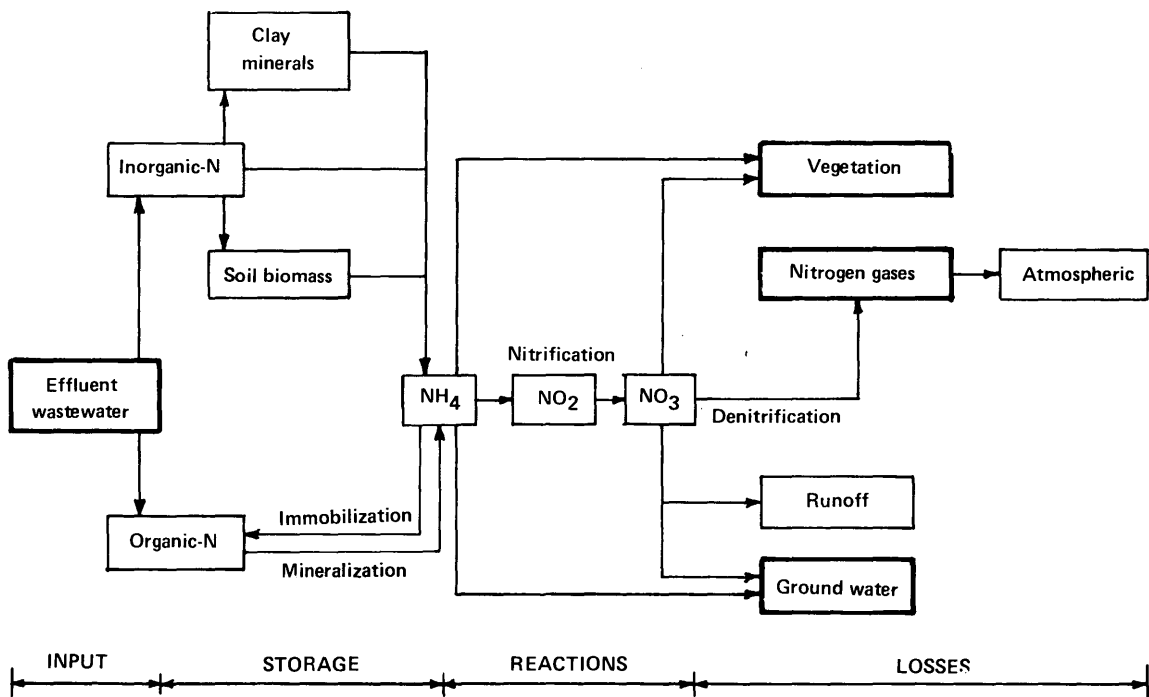 Clay
minerals
Inorganic-N
Vegetation
Soil biomass
Nitrogen gases
Atmospheric
Nitrification
Effluent
wastewater
NH4
NO2
NO3
Denitrification
Immobilization
Runoff
Organic-N
Mineralization
Ground water
INPUT
STORAGE
REACTIONS
LOSSES